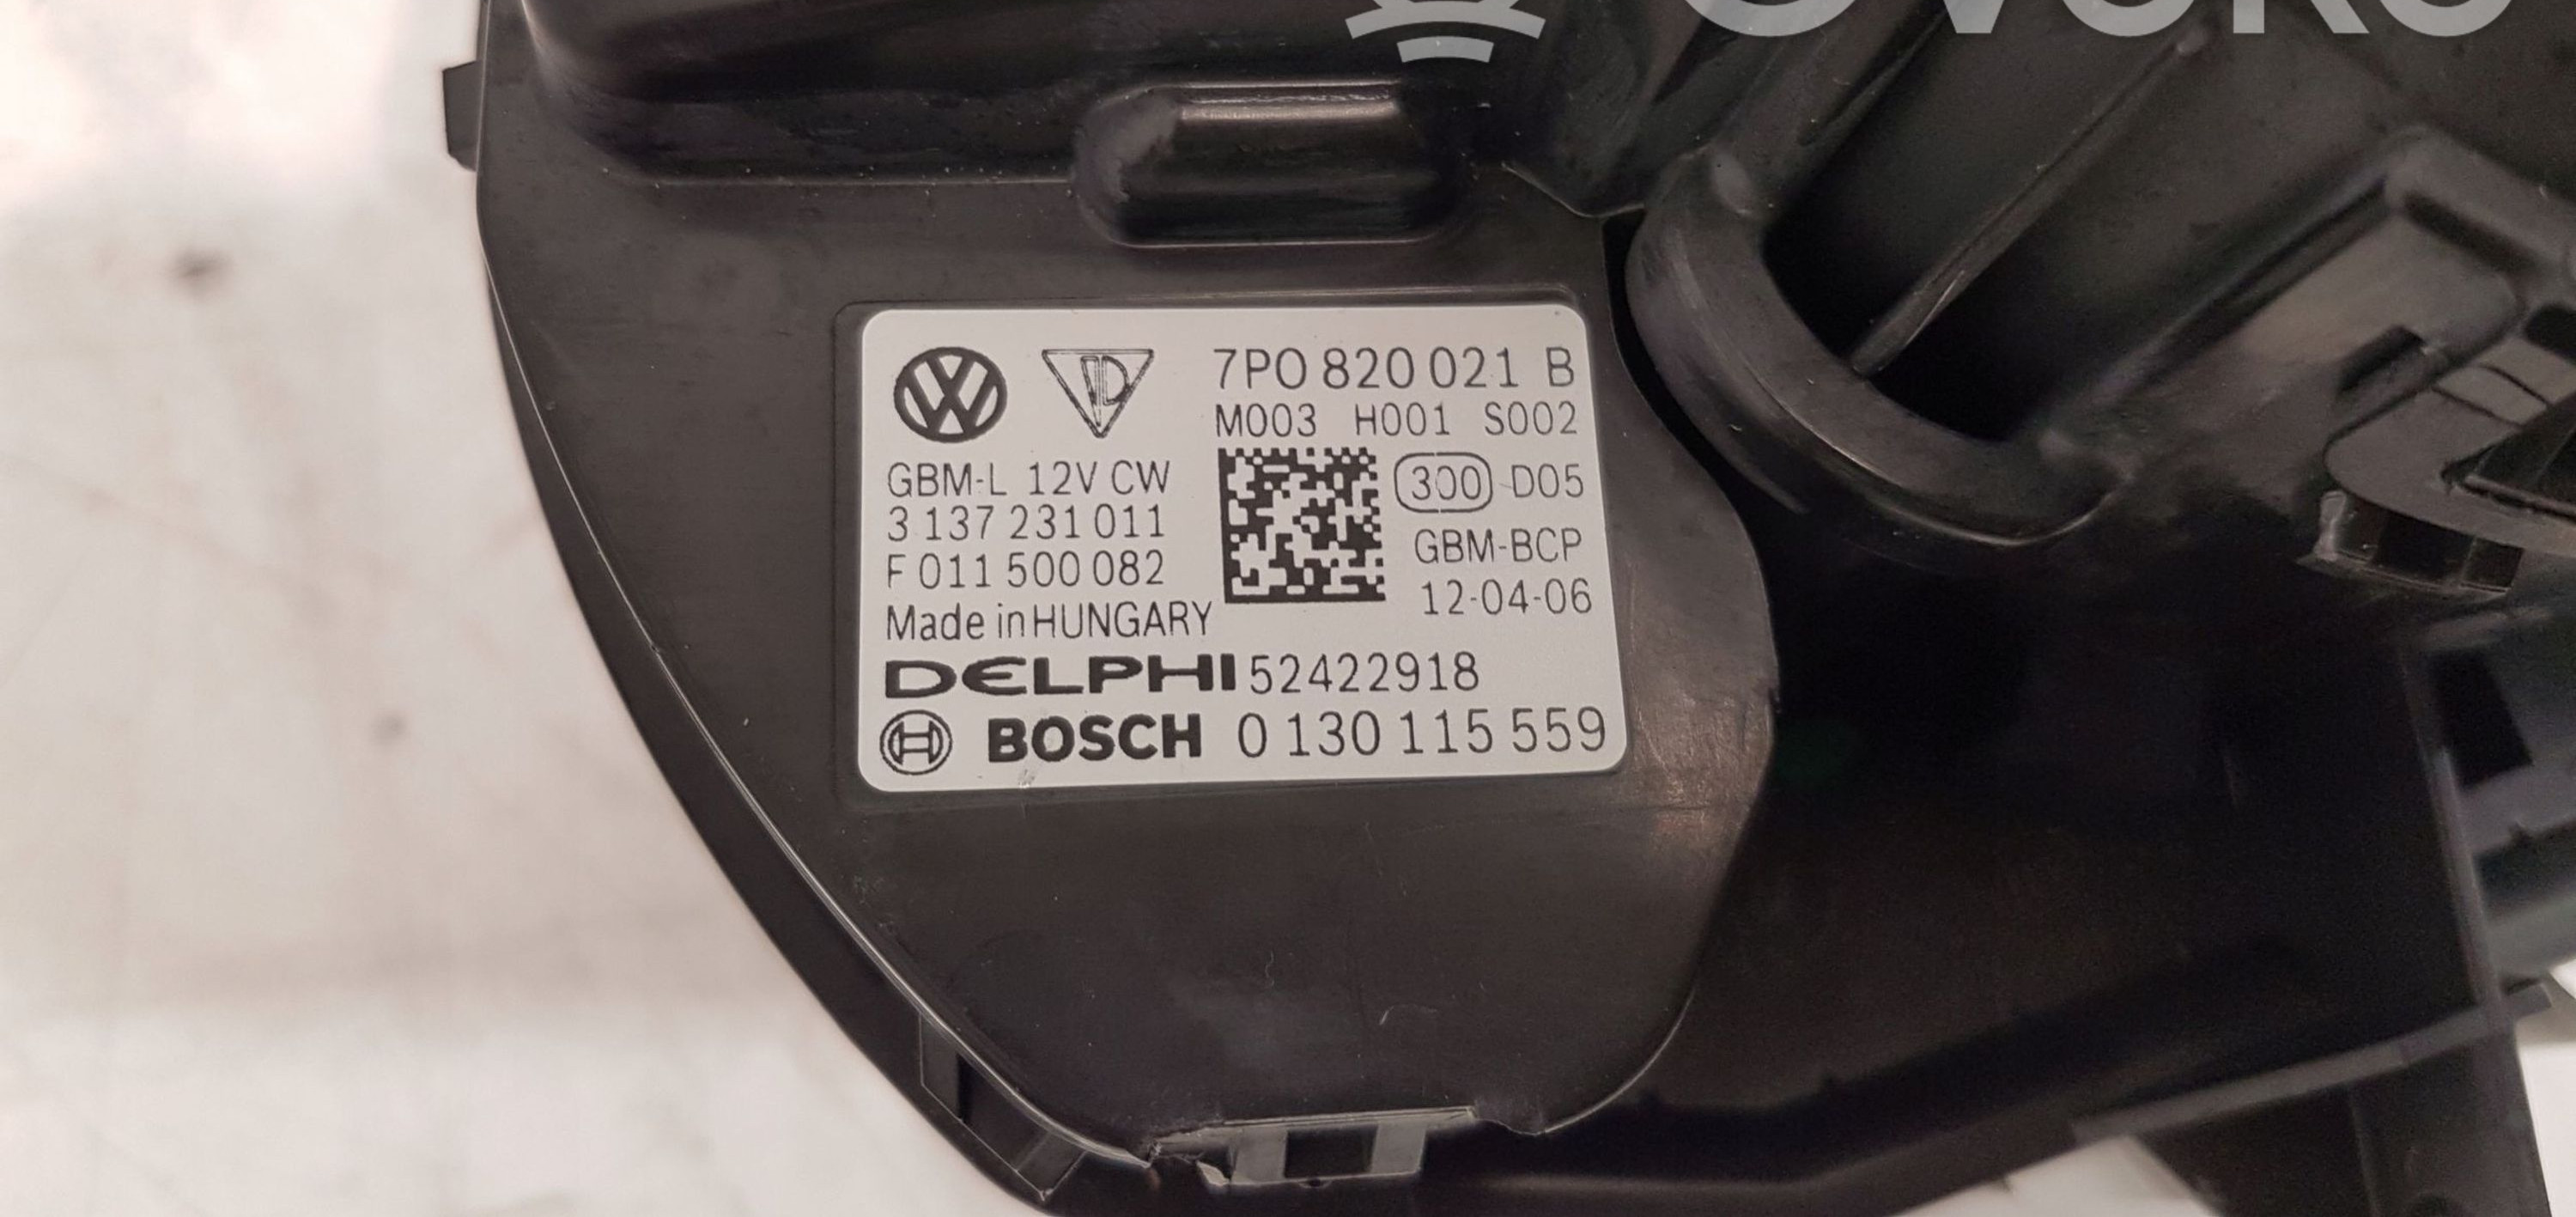 7P0 820 021 B
M003 H001 S002
GBM-L 12V CW
300 D05
3 137 231 011
GBM-BCP
F 011 500 082
12-04-06
Made in HUNGARY
DELPHI 52422918
BOSCH 0 130 115 559